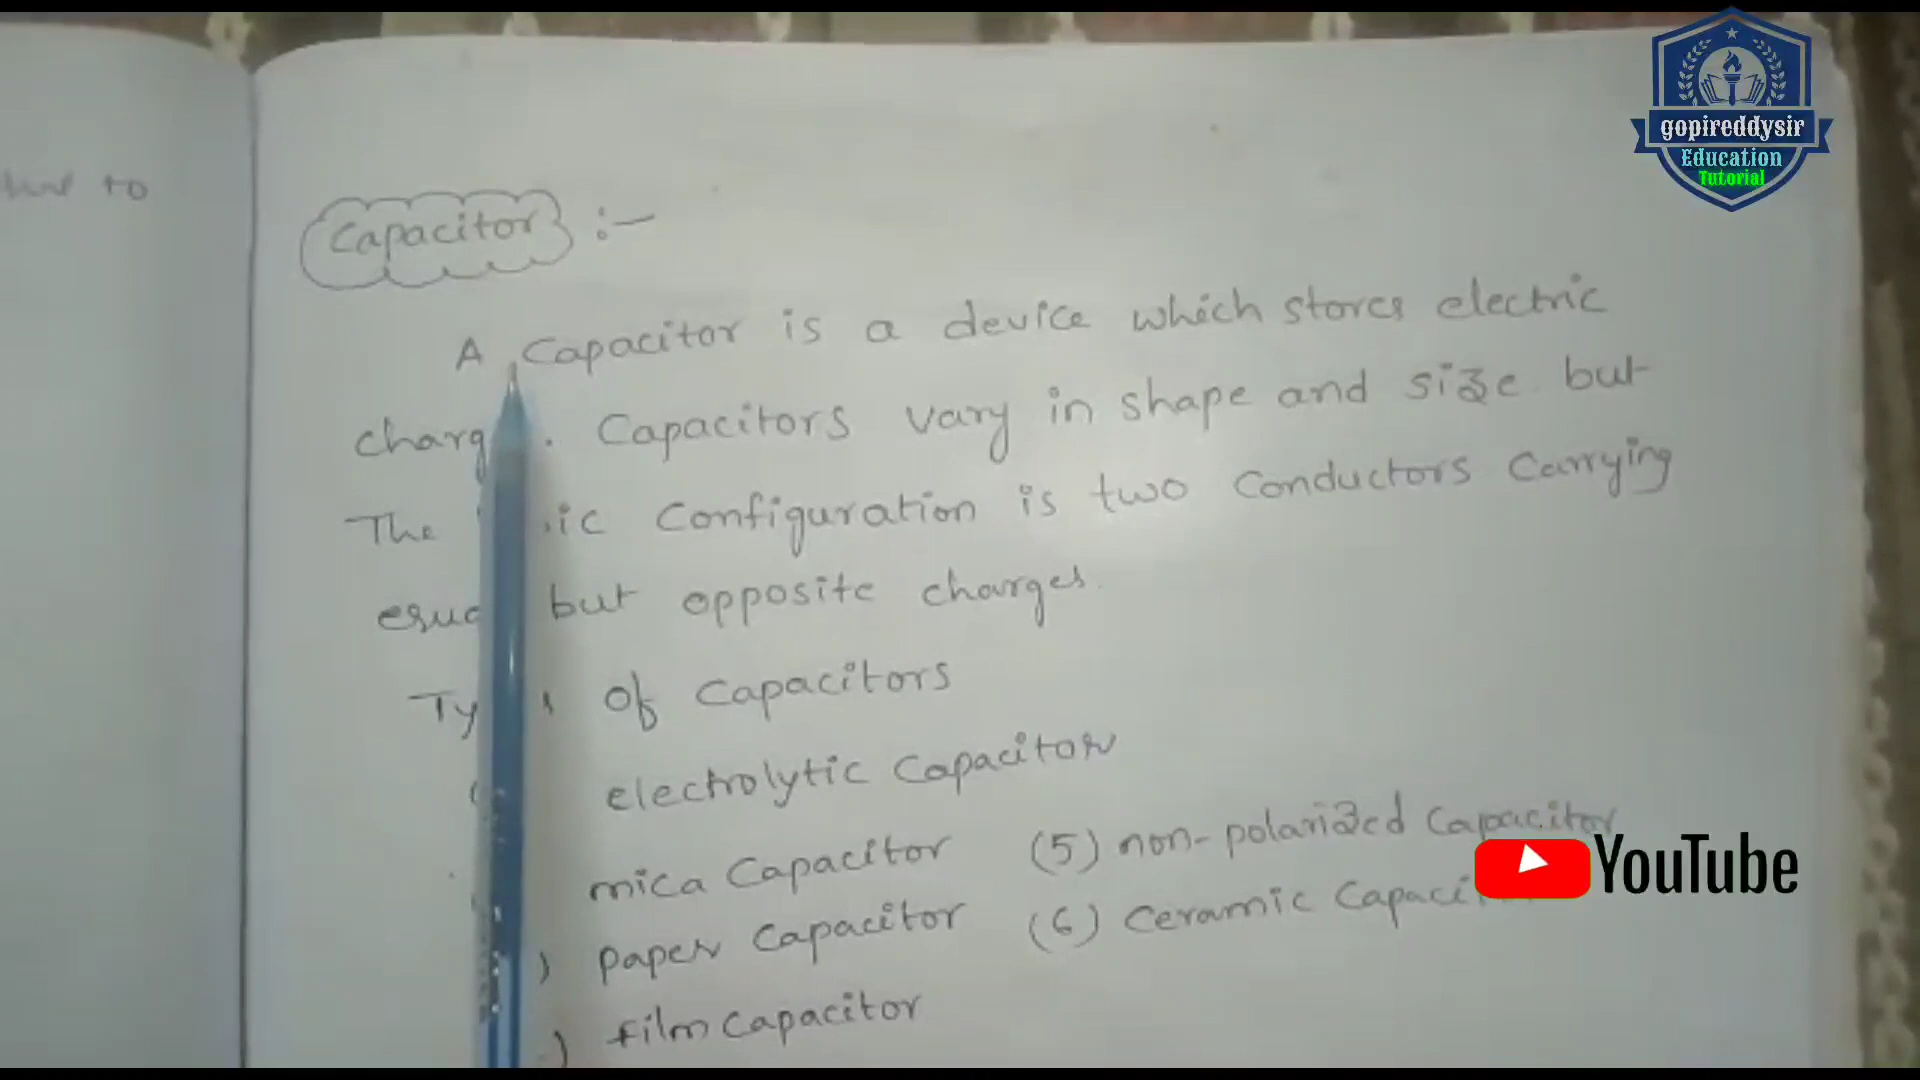 gopireddysir
Education
Tutorial
to
Capacitor :-
A Capacitor is a device which stores electric
Capacitors vary in shape and size but
The Configuration is two Conductors Carrying
but opposite charges.
of Capacitors
electrolytic Capacitor
mica Capacitor (5) non-polarized Capacitor
YouTube
paper Capacitor (6) Ceramic
film Capacitor